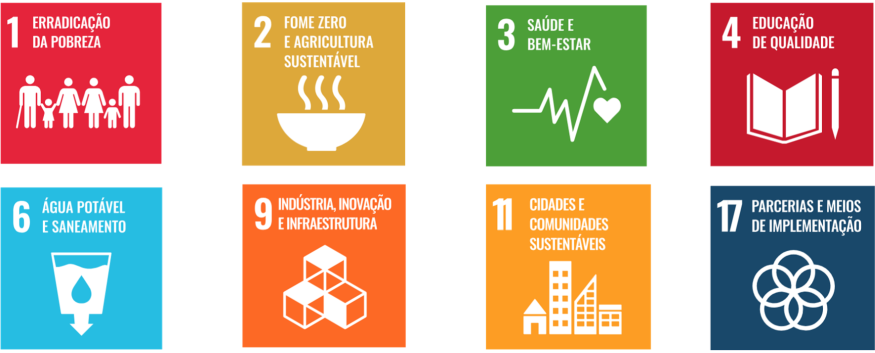 1 ERRADICAÇÃO
DA POBREZA
2 FOME ZERO
E AGRICULTURA
SUSTENTÁVEL
3 SAÚDE E
BEM-ESTAR
4 EDUCAÇÃO
DE QUALIDADE
6 ÁGUA POTÁVEL
E SANEAMENTO
9 INDÚSTRIA, INOVAÇÃO
E INFRAESTRUTURA
11 CIDADES E
COMUNIDADES
SUSTENTÁVEIS
17 PARCERIAS E MEIOS
DE IMPLEMENTAÇÃO